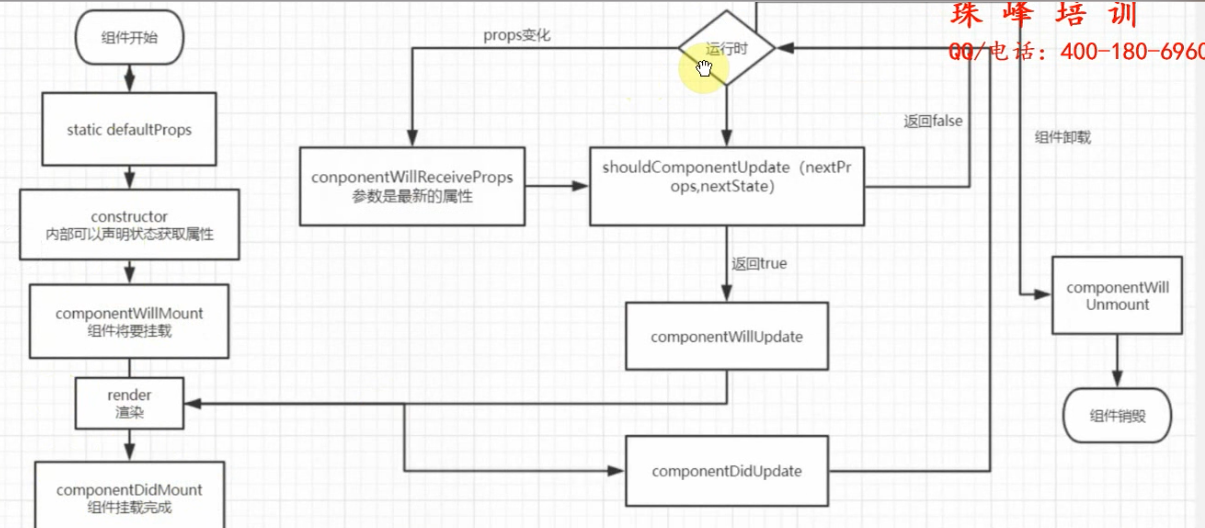 珠峰培训
QQ/电话：400-180-6960
组件开始
static defaultProps
constructor
内部可以声明状态获取属性
componentWillMount
组件将要挂载
render
渲染
componentDidMount
组件挂载完成
props变化
运行时
conponentWillReceiveProps
参数是最新的属性
shouldComponentUpdate（nextPr
ops,nextState）
返回false
返回true
componentWillUpdate
componentDidUpdate
组件卸载
componentWill
Unmount
组件销毁